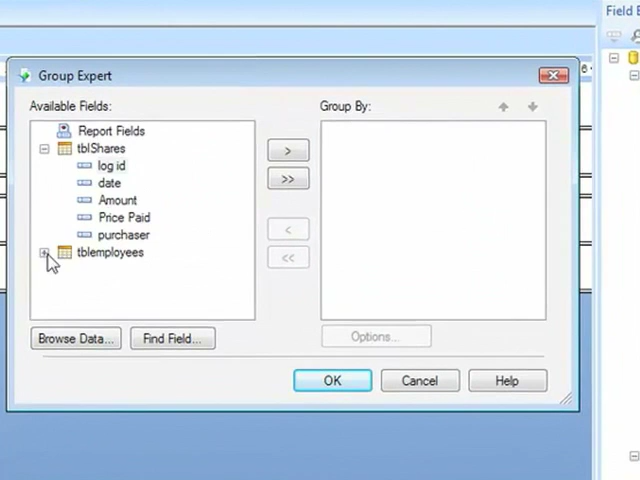 Field E
Group Expert
Available Fields:
Group By:
Report Fields
tblShares
log id
date
Amount
Price Paid
purchaser
tblemployees
>
>>
<
<<
Browse Data...
Find Field...
Options...
OK
Cancel
Help